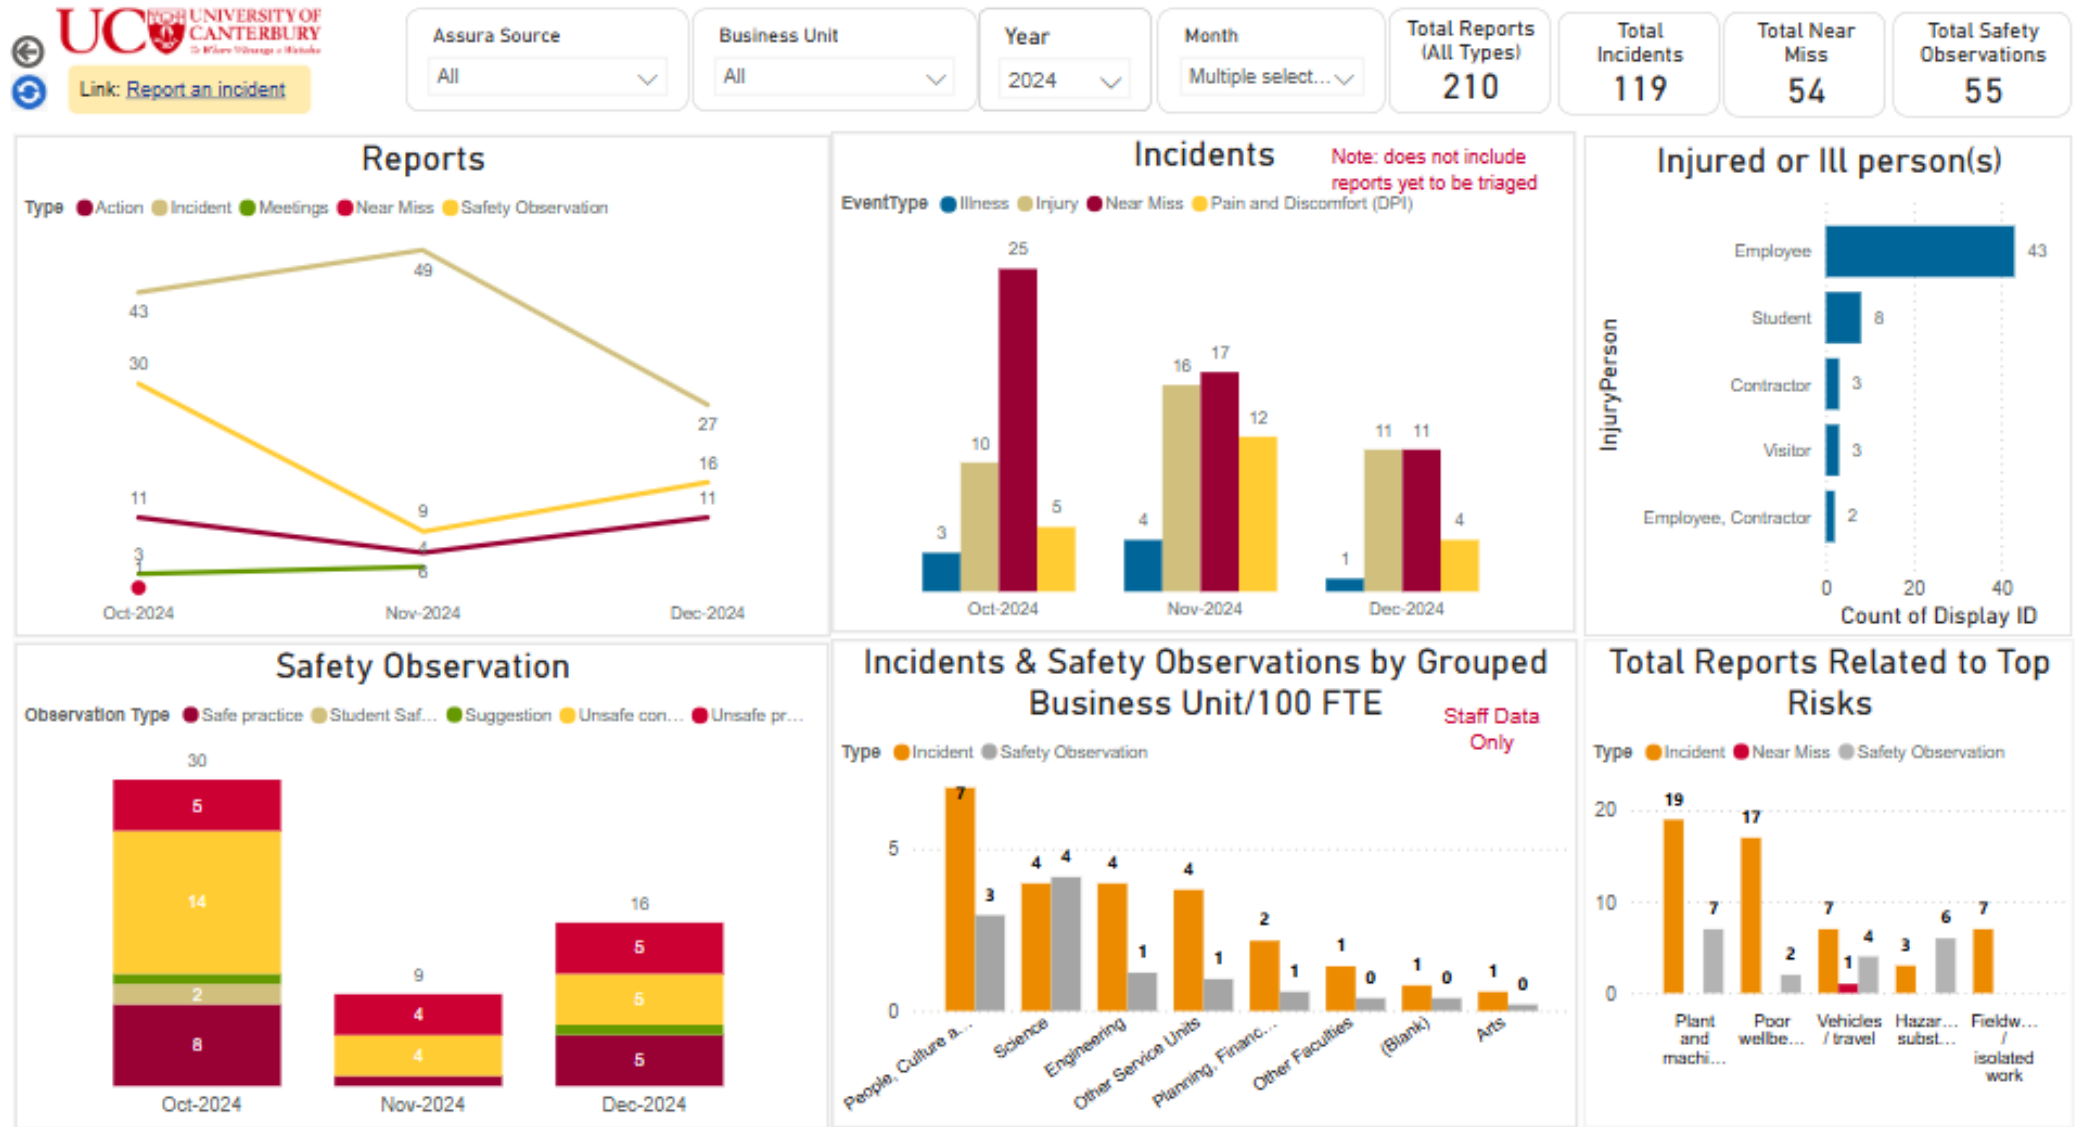 UC UNIVERSITY OF
CANTERBURY
Te Whare Wānanga o Waitaha
Link: Report an incident
Assura Source
All
Business Unit
All
Year
2024
Month
Multiple select...
Total Reports
(All Types)
210
Total
Incidents
119
Total Near
Miss
54
Total Safety
Observations
55
Reports
Type Action Incident Meetings Near Miss Safety Observation
49
43
30
27
16
11
11
9
4
3
1
6
Oct-2024 Nov-2024 Dec-2024
Incidents
Note: does not include
reports yet to be triaged
EventType Illness Injury Near Miss Pain and Discomfort (DPI)
3 10 25 5
4 16 17 12
1 11 11 4
Oct-2024 Nov-2024 Dec-2024
Injured or Ill person(s)
InjuryPerson
Employee 43
Student 8
Contractor 3
Visitor 3
Employee, Contractor 2
0 20 40
Count of Display ID
Safety Observation
Observation Type Safe practice Student Saf... Suggestion Unsafe con... Unsafe pr...
30
5
14
2
8
9
4
4
16
5
5
5
Oct-2024 Nov-2024 Dec-2024
Incidents & Safety Observations by Grouped
Business Unit/100 FTE
Staff Data
Only
Type Incident Safety Observation
5
0
7 3 4 4 4 1 4 1 2 1 1 0 1 0 1 0
People, Culture a... Science Engineering Other Service Units Planning, Financ... Other Faculties (Blank) Arts
Total Reports Related to Top
Risks
Type Incident Near Miss Safety Observation
20
10
0
19 7 17 2 7 1 4 3 6 7
Plant
and
machi...
Poor
wellbe...
Vehicles
/ travel
Hazar...
subst...
Fieldw...
/
isolated
work